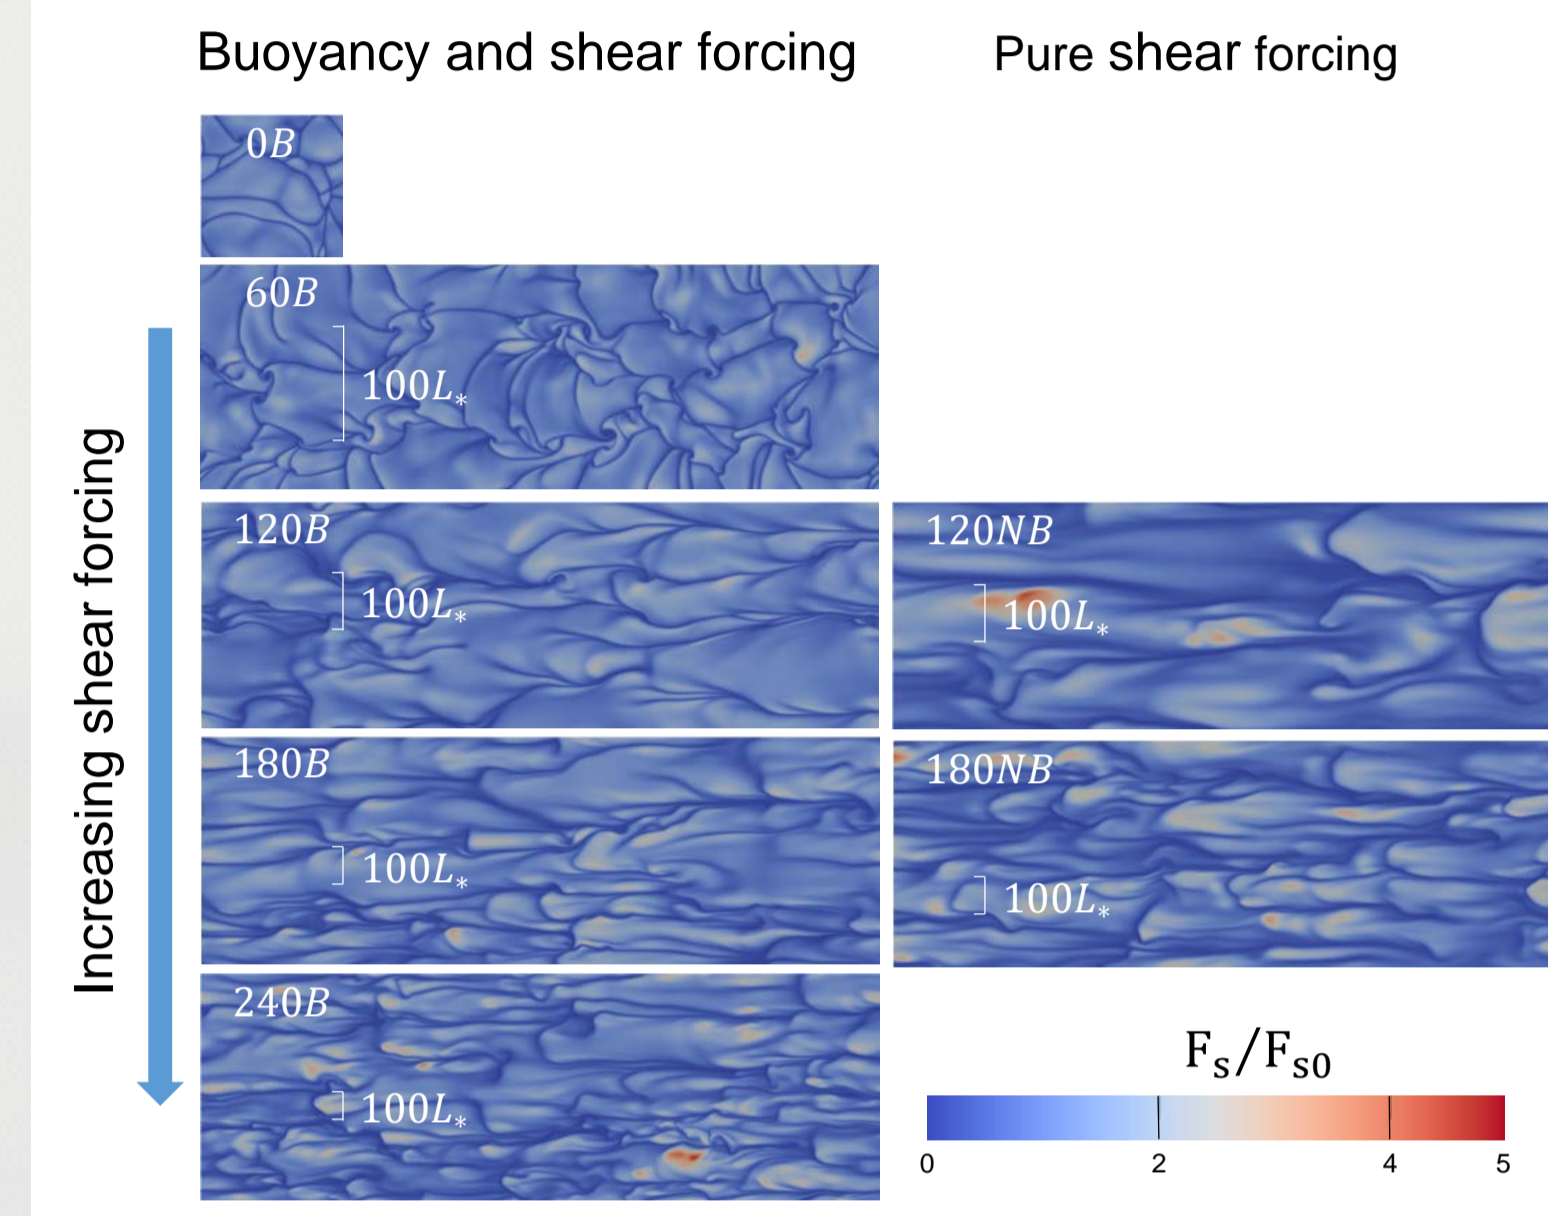 Buoyancy and shear forcing
Pure shear forcing
Increasing shear forcing
0B
60B
100L*
120B
100L*
120NB
100L*
180B
100L*
180NB
100L*
240B
100L*
Fs/Fs0
0 2 4 5